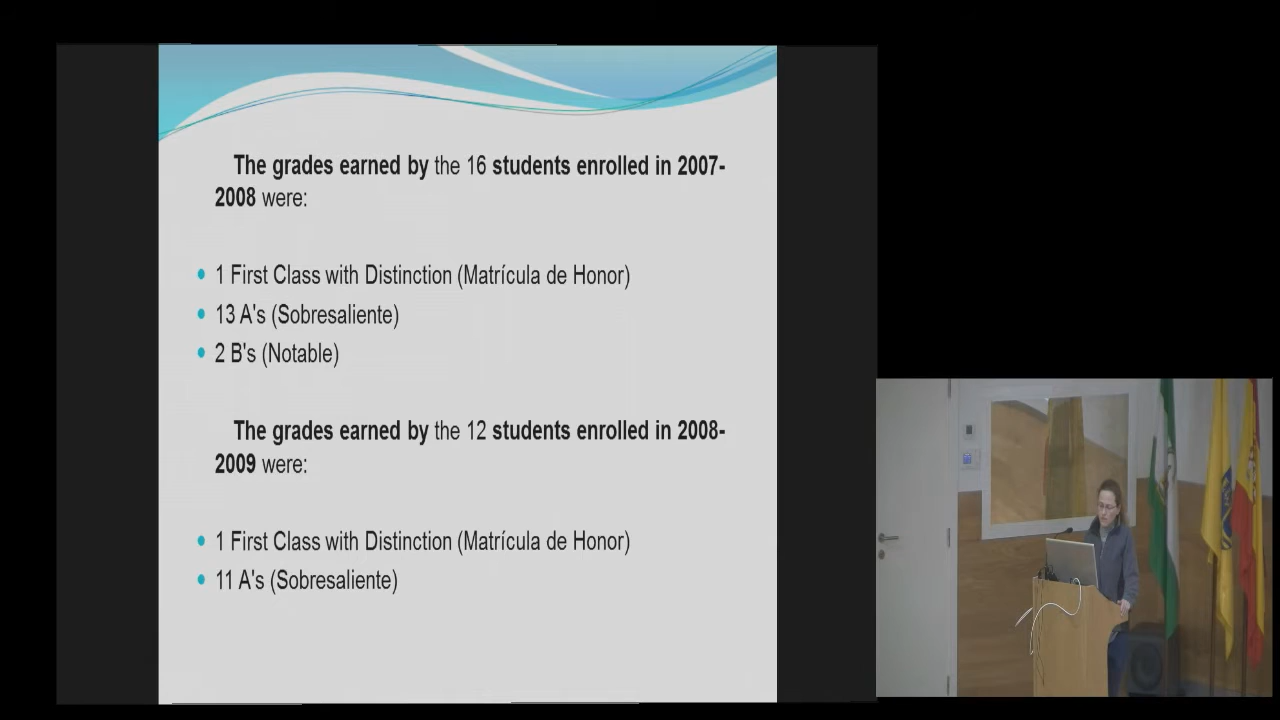 The grades earned by the 16 students enrolled in 2007-
2008 were:
• 1 First Class with Distinction (Matrícula de Honor)
• 13 A's (Sobresaliente)
• 2 B's (Notable)
The grades earned by the 12 students enrolled in 2008-
2009 were:
• 1 First Class with Distinction (Matrícula de Honor)
• 11 A's (Sobresaliente)